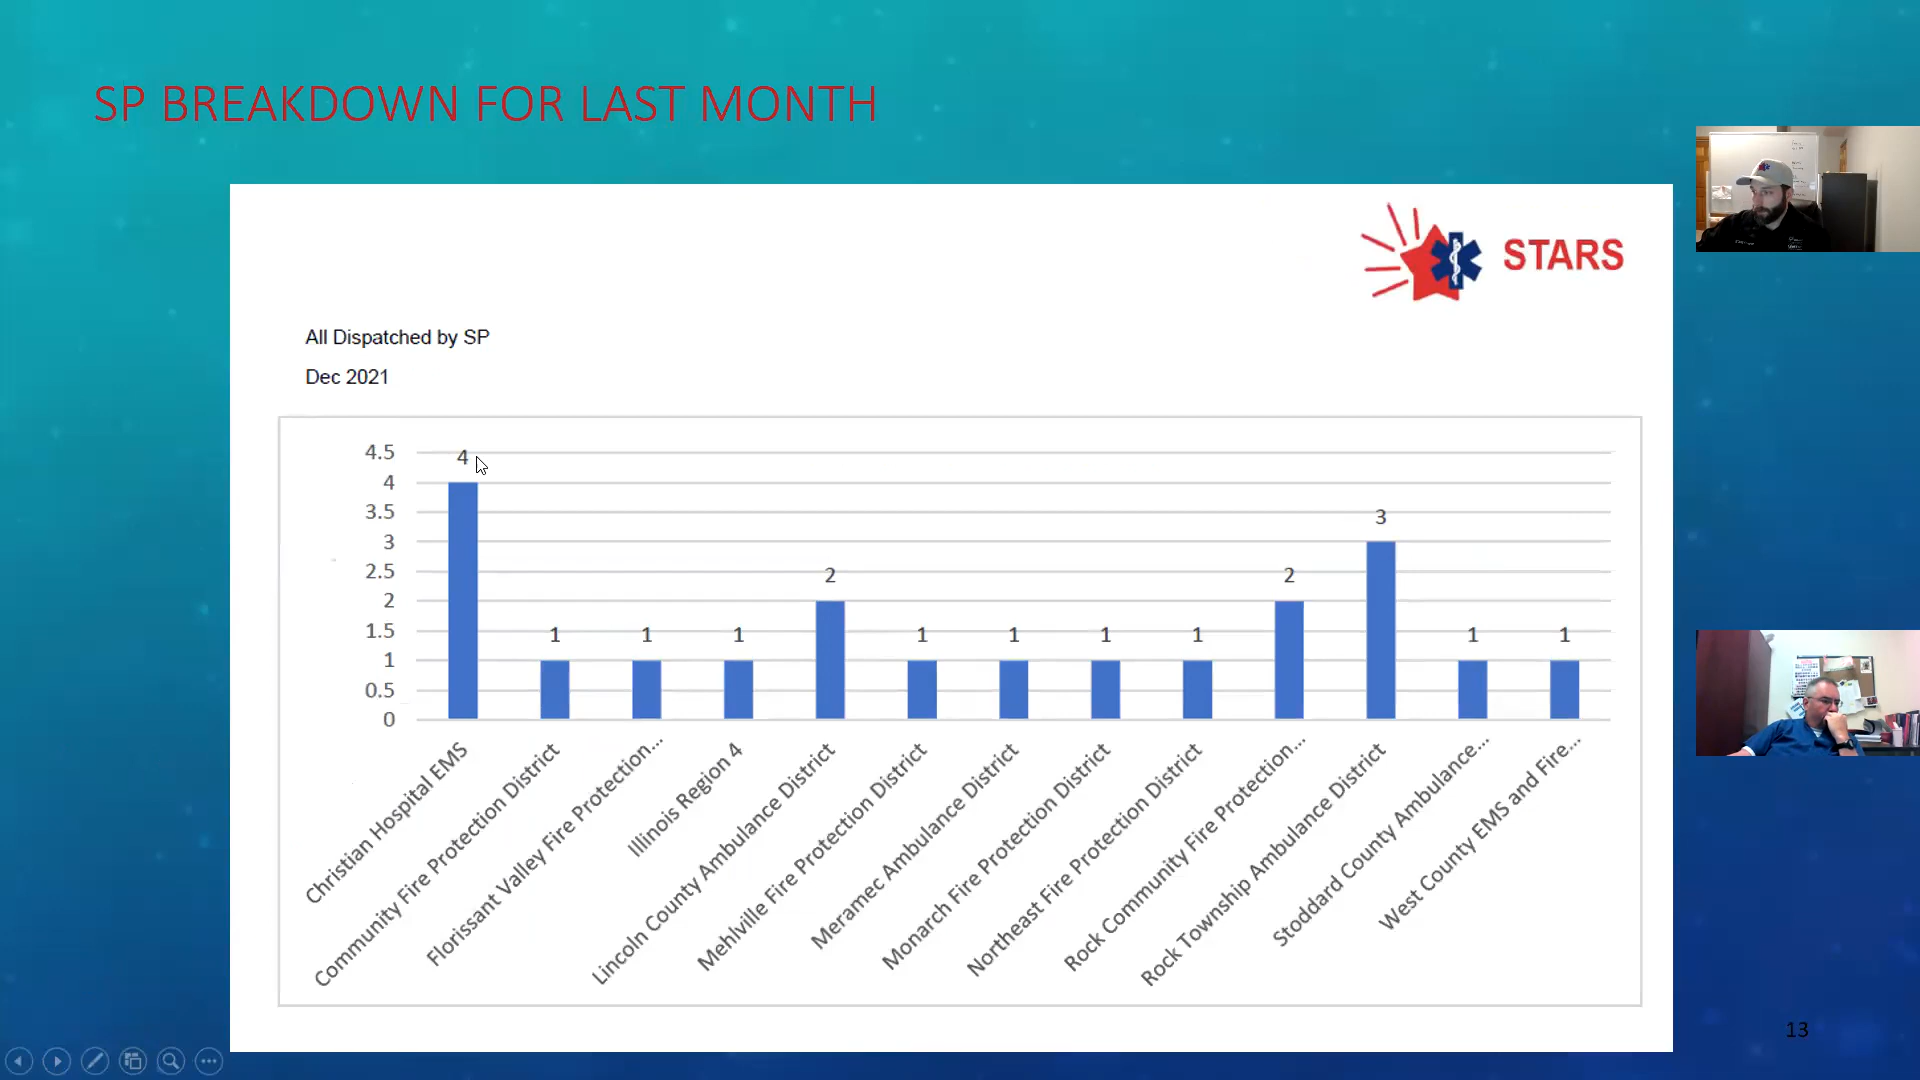 SP BREAKDOWN FOR LAST MONTH
STARS
All Dispatched by SP
Dec 2021
4.5
4
3.5
3
2.5
2
1.5
1
0.5
0
4
1
1
1
2
1
1
1
1
2
3
1
1
Christian Hospital EMS
Community Fire Protection District
Florissant Valley Fire Protection...
Illinois Region 4
Lincoln County Ambulance District
Mehlville Fire Protection District
Meramec Ambulance District
Monarch Fire Protection District
Northeast Fire Protection District
Rock Community Fire Protection...
Rock Township Ambulance District
Stoddard County Ambulance...
West County EMS and Fire...
13